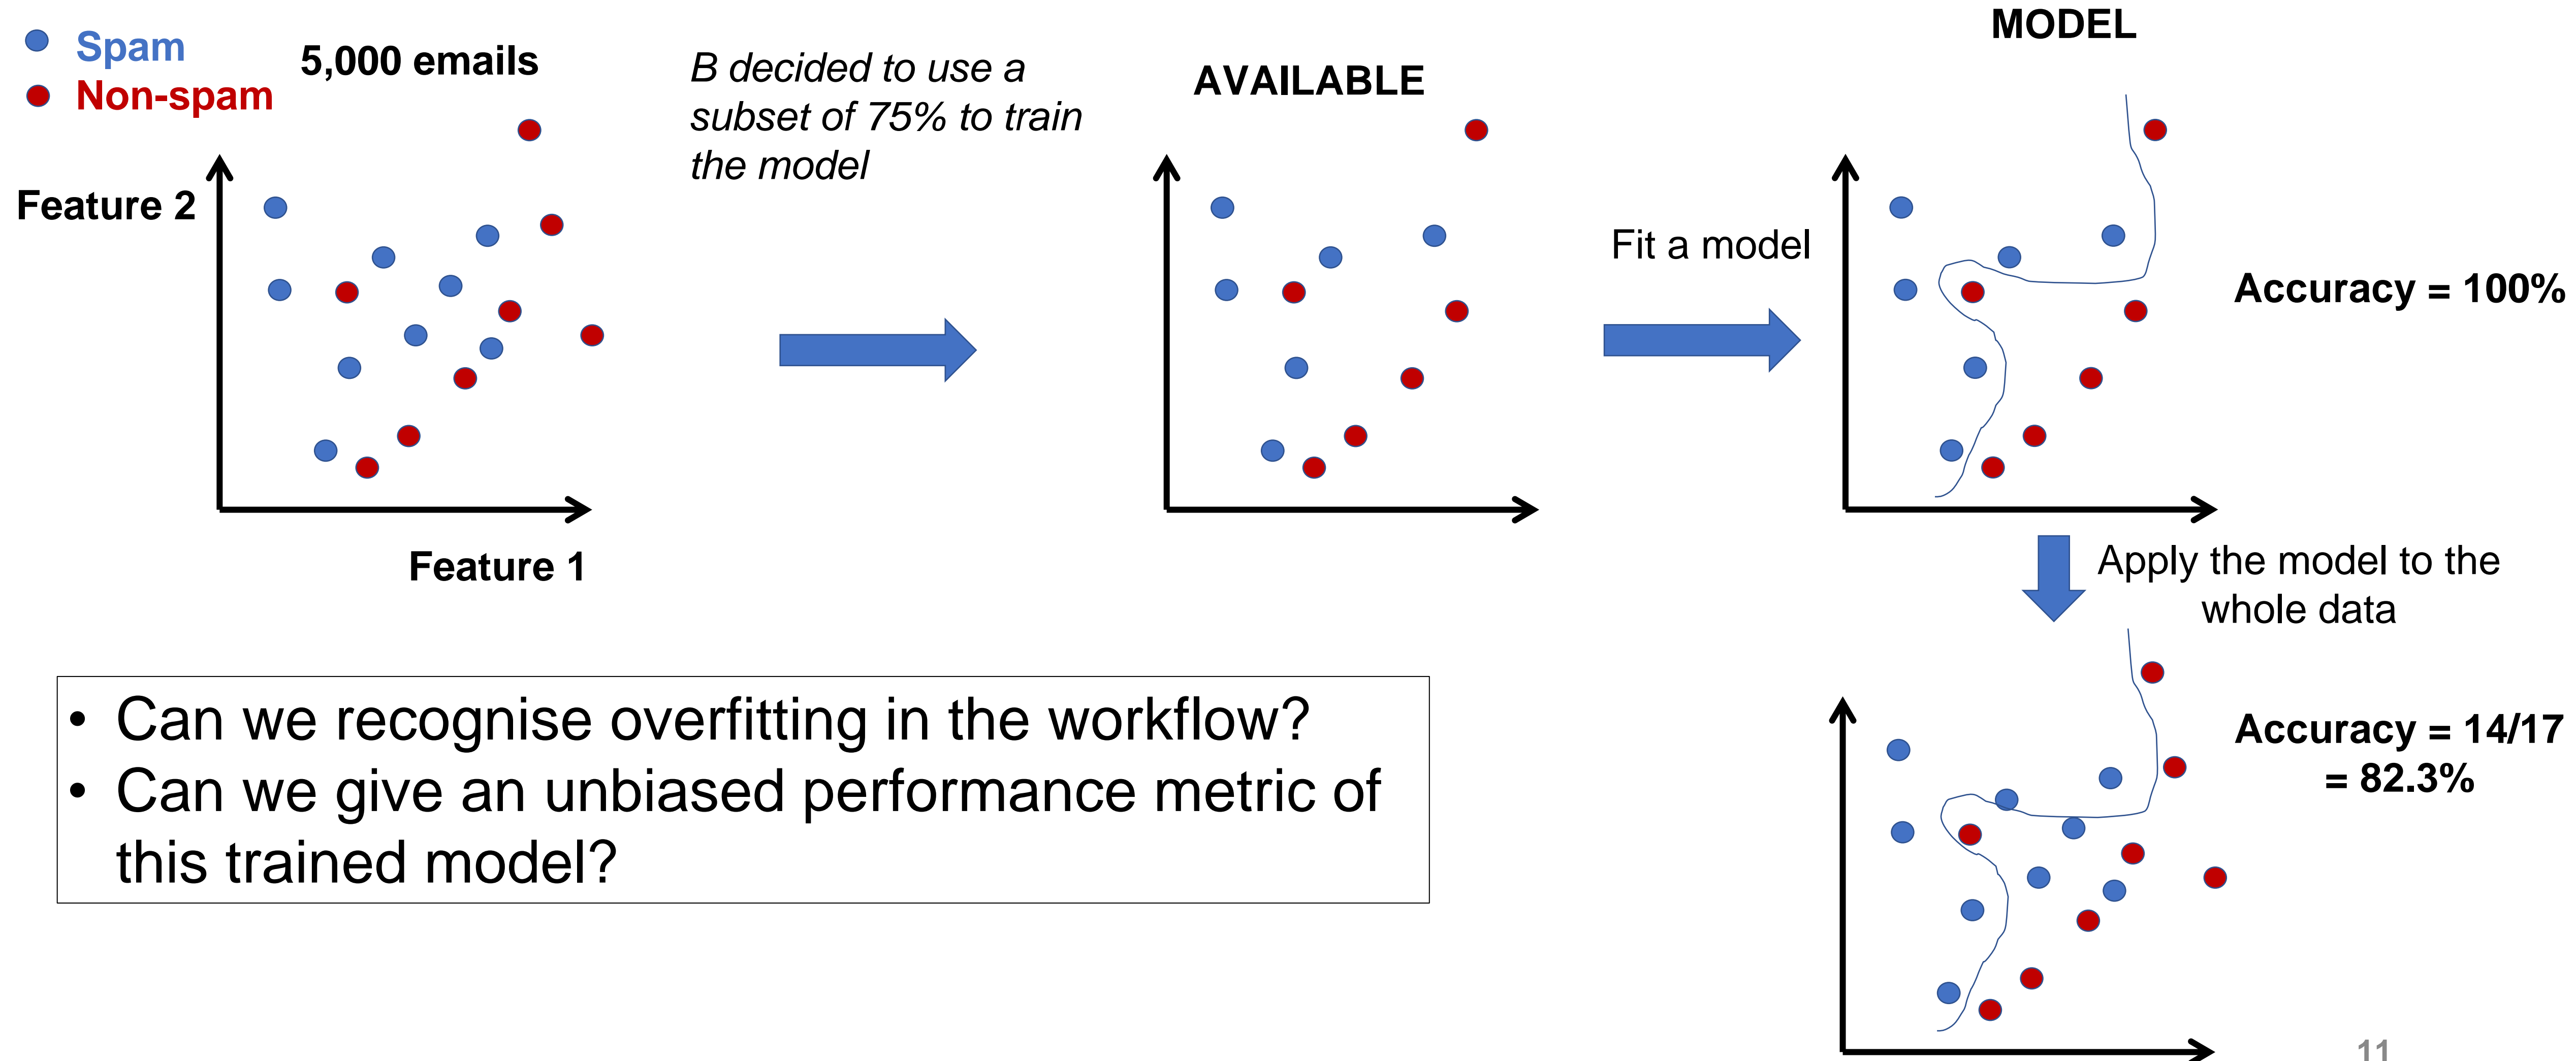 Spam
Non-spam
5,000 emails
Feature 2
Feature 1
B decided to use a
subset of 75% to train
the model
AVAILABLE
Fit a model
MODEL
Accuracy = 100%
Apply the model to the
whole data
Accuracy = 14/17
= 82.3%
• Can we recognise overfitting in the workflow?
• Can we give an unbiased performance metric of
this trained model?
11